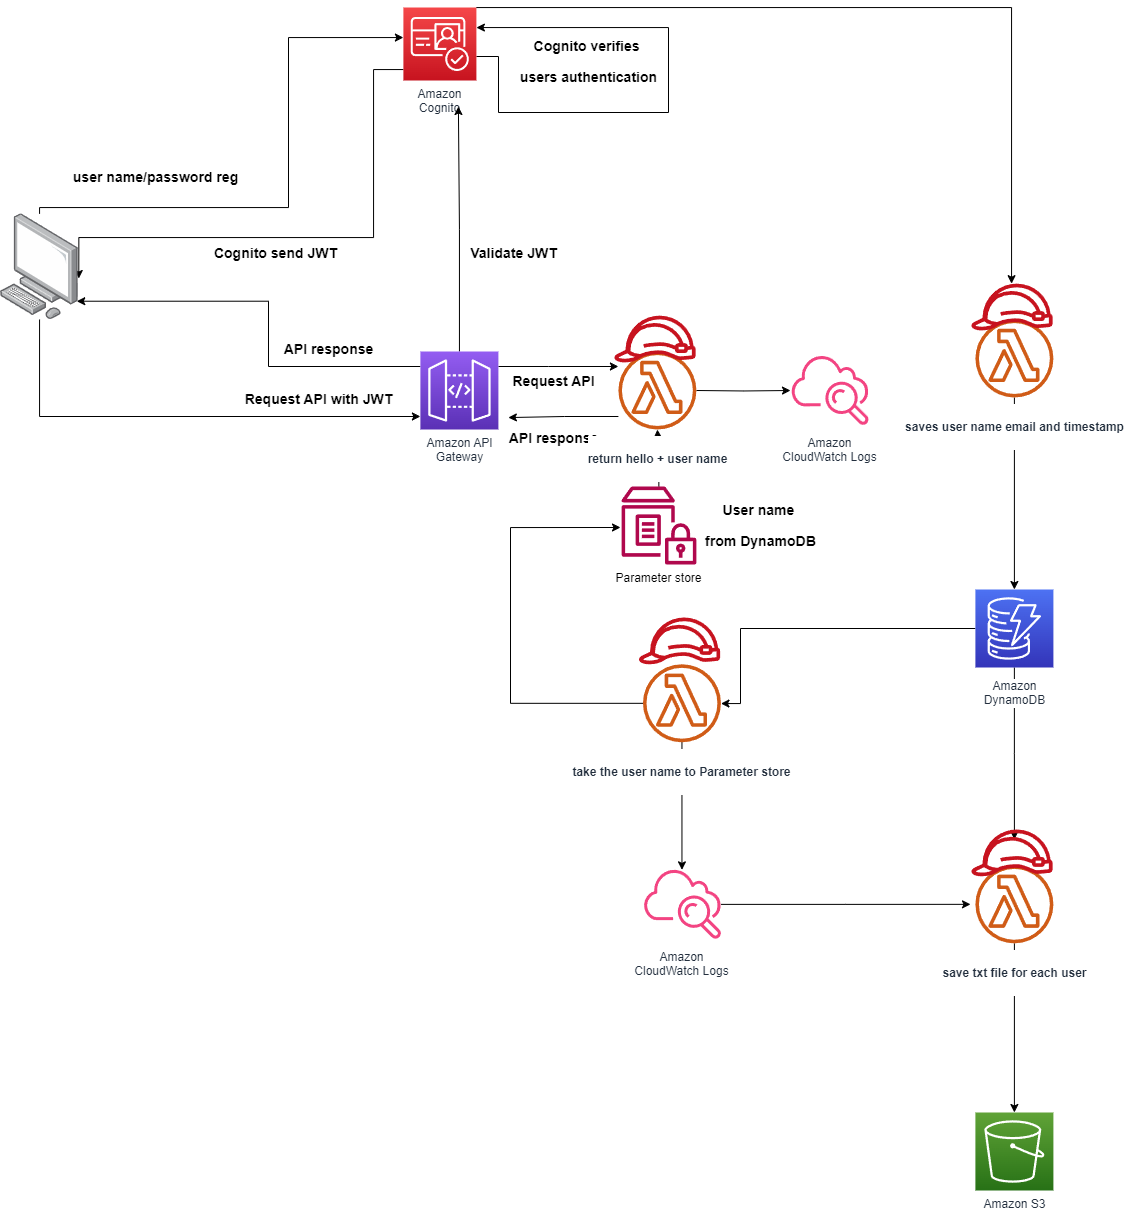 Cognito verifies
users authentication
Amazon
Cognito
user name/password reg
Cognito send JWT
Validate JWT
API response
Request API
Request API with JWT
saves user name email and timestamp
API respons
Amazon API
Gateway
Amazon
CloudWatch Logs
return hello + user name
User name
from DynamoDB
Parameter store
Amazon
DynamoDB
take the user name to Parameter store
Amazon
CloudWatch Logs
save txt file for each user
Amazon S3